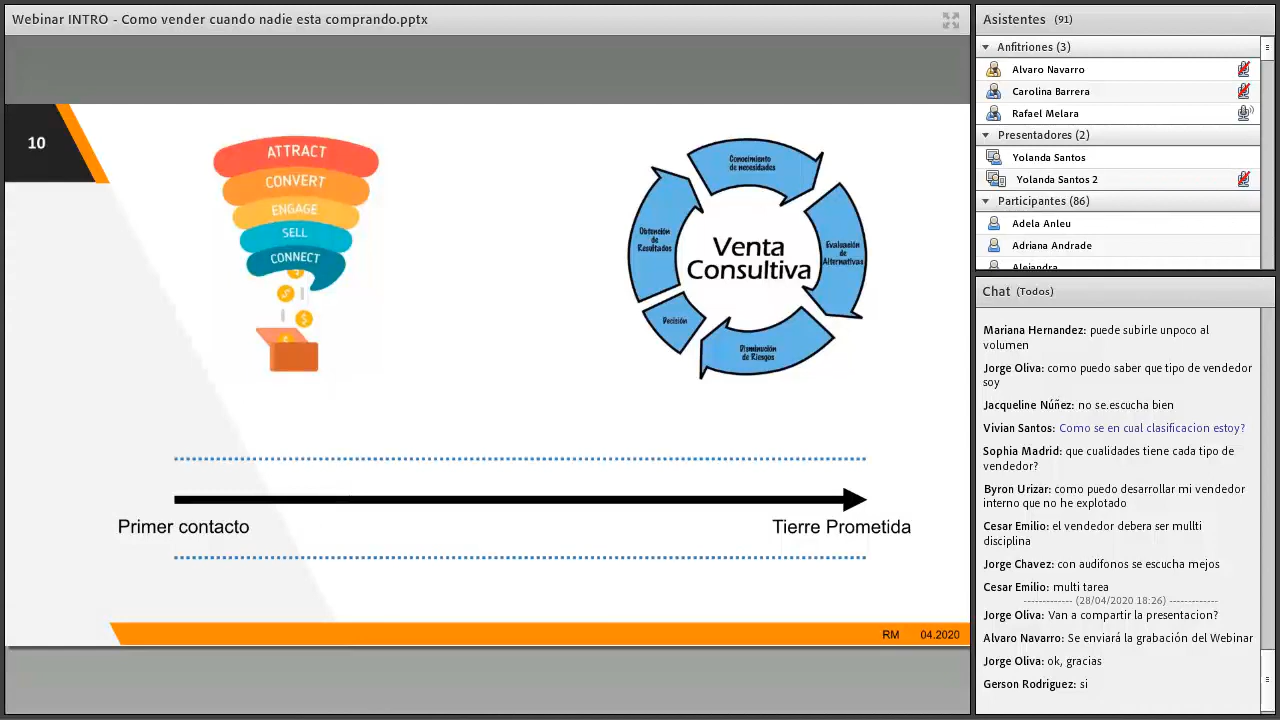 Webinar INTRO - Como vender cuando nadie esta comprando.pptx
10
ATTRACT
CONVERT
ENGAGE
SELL
CONNECT
$
$
$
Conocimiento
de necesidades
Evaluación
de
Alternativas
Disminución
de Riesgos
Decisión
Obtención
de
Resultados
Venta
Consultiva
Primer contacto
Tierre Prometida
RM 04.2020
Asistentes (91)
Anfitriones (3)
Alvaro Navarro
Carolina Barrera
Rafael Melara
Presentadores (2)
Yolanda Santos
Yolanda Santos 2
Participantes (86)
Adela Anleu
Adriana Andrade
Alejandra
Chat (Todos)
Mariana Hernandez: puede subirle unpoco al
volumen
Jorge Oliva: como puedo saber que tipo de vendedor
soy
Jacqueline Núñez: no se.escucha bien
Vivian Santos: Como se en cual clasificacion estoy?
Sophia Madrid: que cualidades tiene cada tipo de
vendedor?
Byron Urizar: como puedo desarrollar mi vendedor
interno que no he explotado
Cesar Emilio: el vendedor debera ser mullti
disciplina
Jorge Chavez: con audifonos se escucha mejos
Cesar Emilio: multi tarea
------------- (28/04/2020 18:26) -------------
Jorge Oliva: Van a compartir la presentacion?
Alvaro Navarro: Se enviará la grabación del Webinar
Jorge Oliva: ok, gracias
Gerson Rodriguez: si